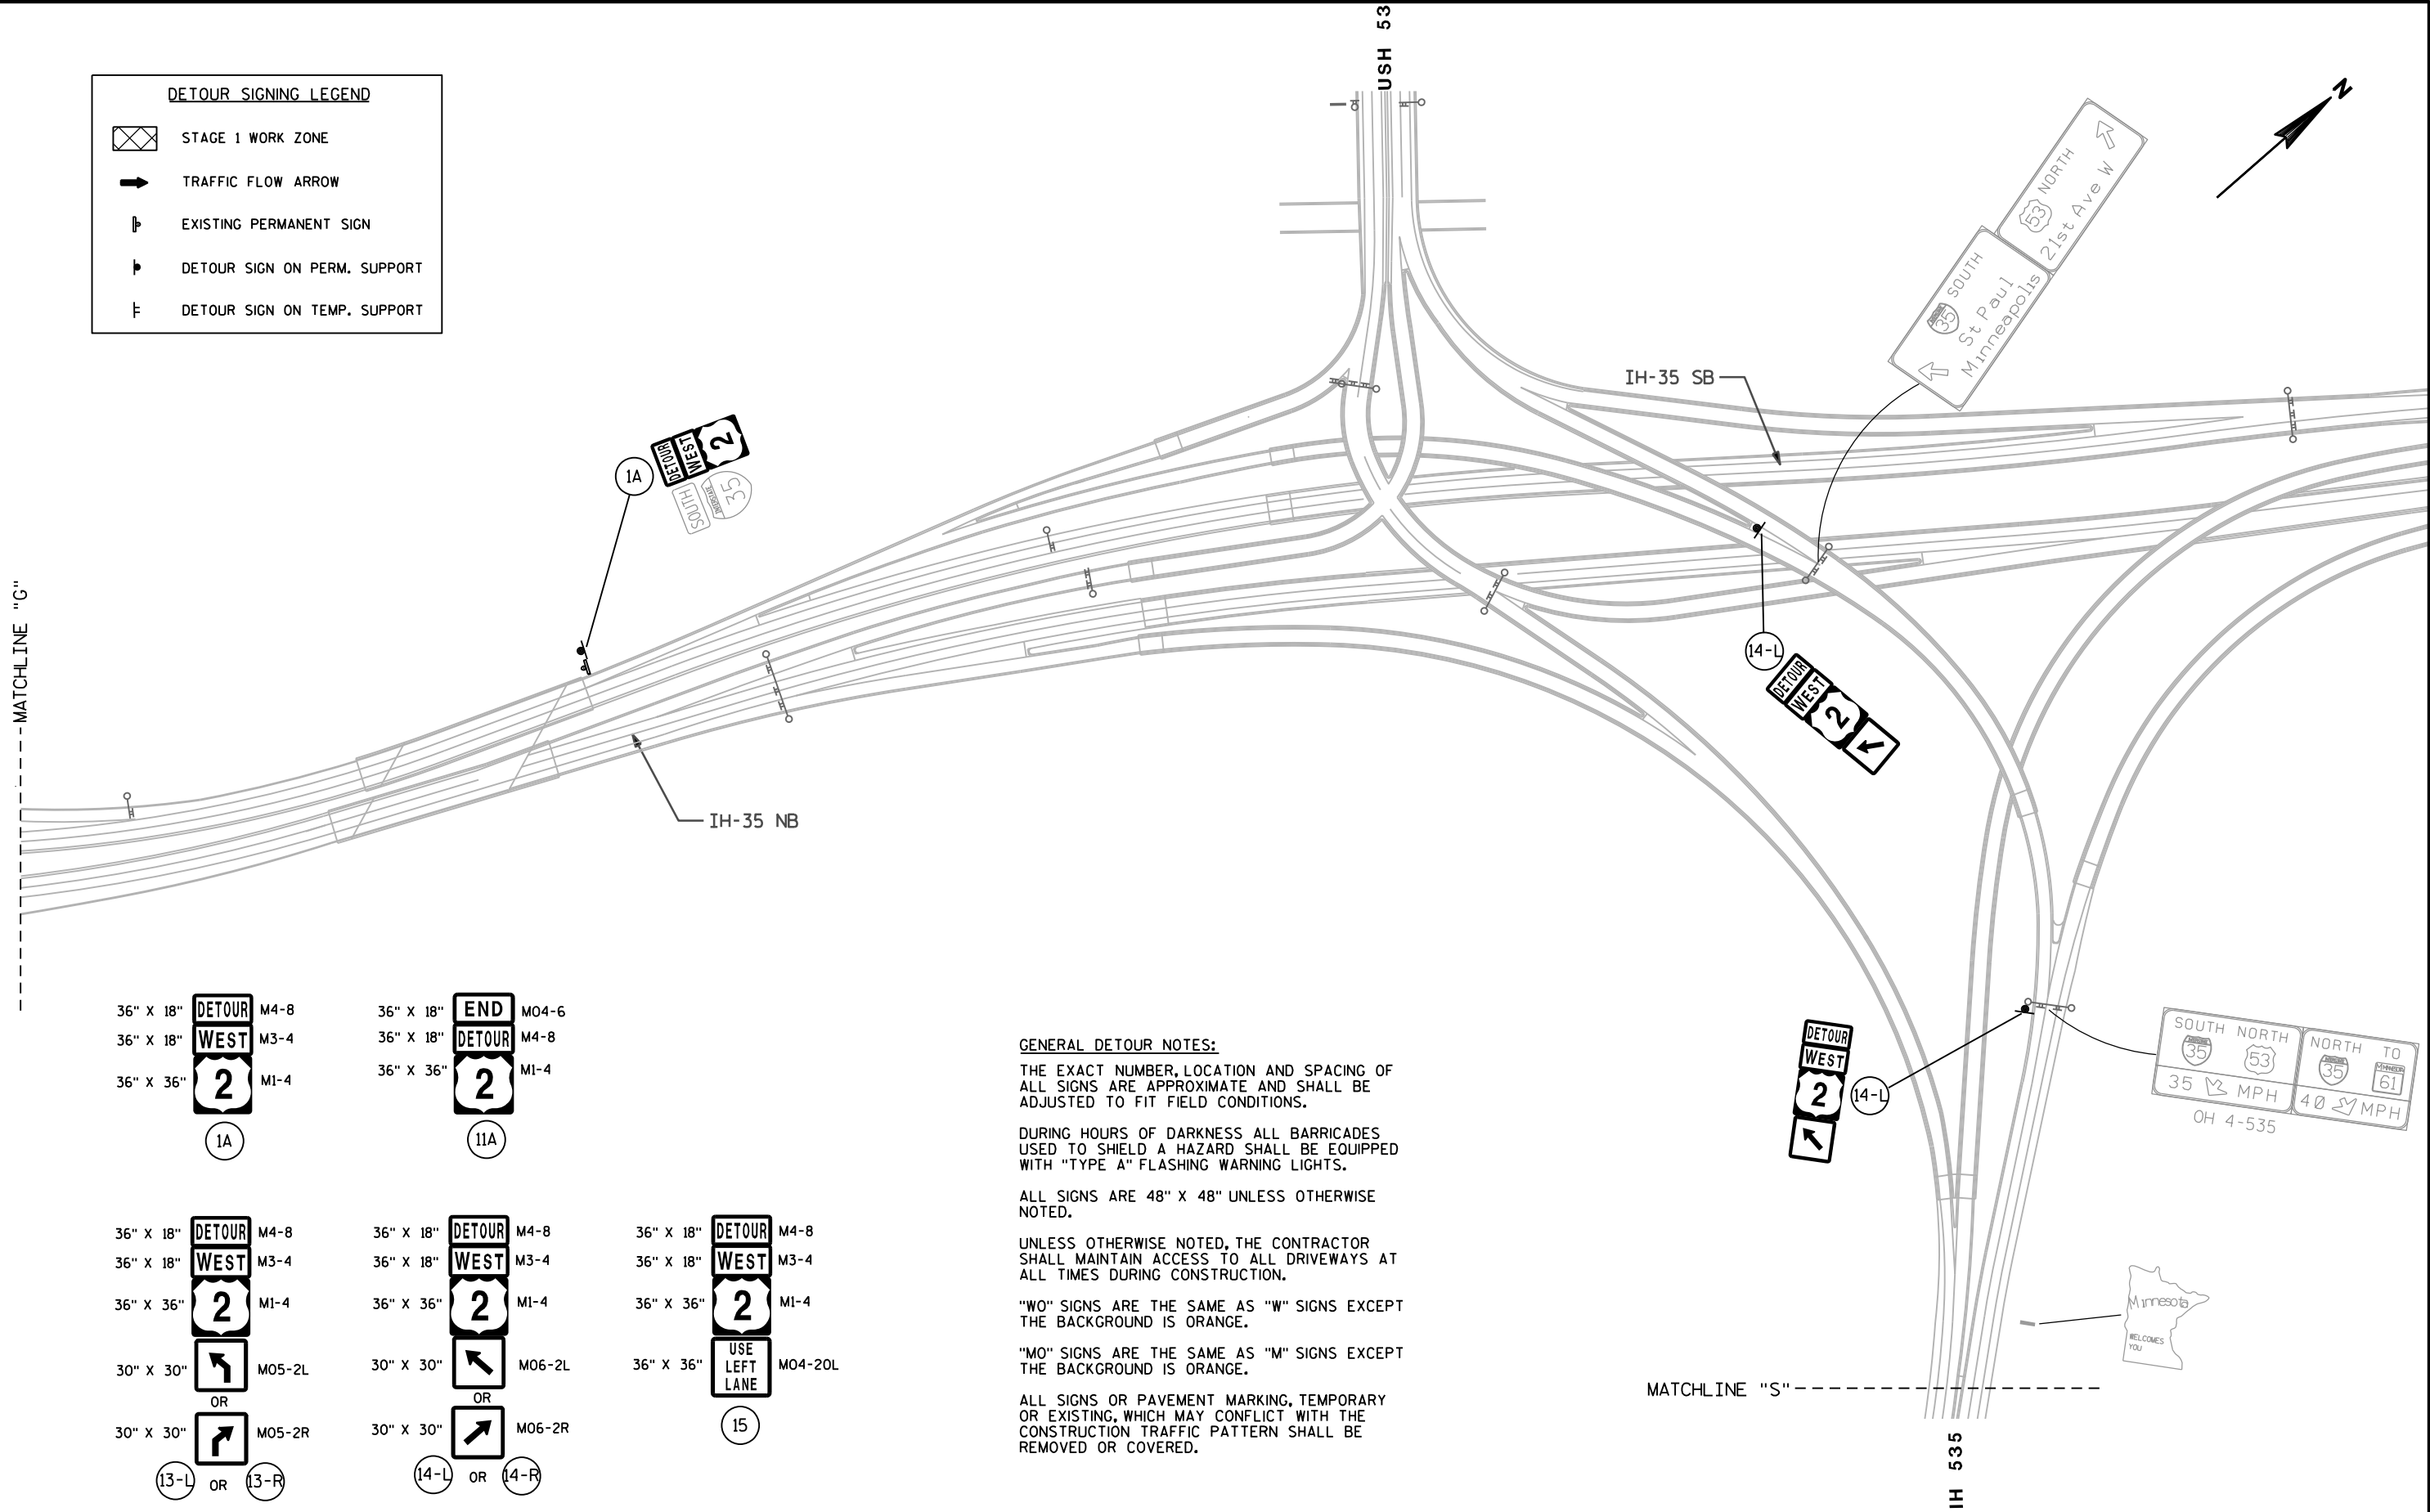 USH 53
DETOUR SIGNING LEGEND
STAGE 1 WORK ZONE
TRAFFIC FLOW ARROW
EXISTING PERMANENT SIGN
DETOUR SIGN ON PERM. SUPPORT
DETOUR SIGN ON TEMP. SUPPORT
N
53 NORTH
21st Ave W
35 SOUTH
St Paul
Minneapolis
IH-35 SB
1A
DETOUR
WEST
2
SOUTH
INTERSTATE
35
MATCHLINE "G"
14-L
DETOUR
WEST
2
IH-35 NB
36" X 18" DETOUR M4-8
36" X 18" WEST M3-4
36" X 36" 2 M1-4
1A
36" X 18" END MO4-6
36" X 18" DETOUR M4-8
36" X 36" 2 M1-4
11A
36" X 18" DETOUR M4-8
36" X 18" WEST M3-4
36" X 36" 2 M1-4
30" X 30" MO5-2L
OR
30" X 30" MO5-2R
13-L OR 13-R
36" X 18" DETOUR M4-8
36" X 18" WEST M3-4
36" X 36" 2 M1-4
30" X 30" MO6-2L
OR
30" X 30" MO6-2R
14-L OR 14-R
36" X 18" DETOUR M4-8
36" X 18" WEST M3-4
36" X 36" 2 M1-4
36" X 36" USE LEFT LANE MO4-20L
15
GENERAL DETOUR NOTES:
THE EXACT NUMBER, LOCATION AND SPACING OF
ALL SIGNS ARE APPROXIMATE AND SHALL BE
ADJUSTED TO FIT FIELD CONDITIONS.
DURING HOURS OF DARKNESS ALL BARRICADES
USED TO SHIELD A HAZARD SHALL BE EQUIPPED
WITH "TYPE A" FLASHING WARNING LIGHTS.
ALL SIGNS ARE 48" X 48" UNLESS OTHERWISE
NOTED.
UNLESS OTHERWISE NOTED, THE CONTRACTOR
SHALL MAINTAIN ACCESS TO ALL DRIVEWAYS AT
ALL TIMES DURING CONSTRUCTION.
"WO" SIGNS ARE THE SAME AS "W" SIGNS EXCEPT
THE BACKGROUND IS ORANGE.
"MO" SIGNS ARE THE SAME AS "M" SIGNS EXCEPT
THE BACKGROUND IS ORANGE.
ALL SIGNS OR PAVEMENT MARKING, TEMPORARY
OR EXISTING, WHICH MAY CONFLICT WITH THE
CONSTRUCTION TRAFFIC PATTERN SHALL BE
REMOVED OR COVERED.
DETOUR
WEST
2
14-L
SOUTH NORTH
35 53
35 MPH
NORTH TO
35 61
40 MPH
OH 4-535
Minnesota
WELCOMES
YOU
MATCHLINE "S"
IH 535